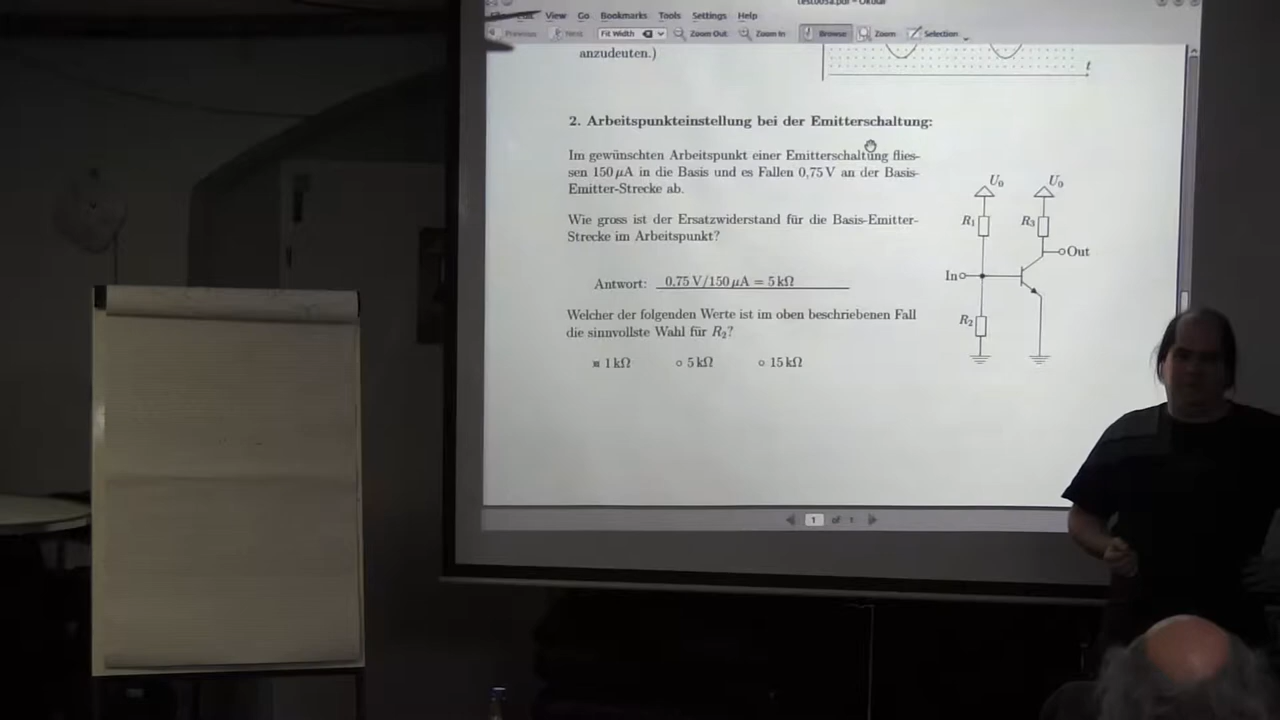 View Go Bookmarks Tools Settings Help
Previous Next Fit Width Zoom Out Zoom In Browse Zoom Selection
anzudeuten.)
t
2. Arbeitspunkteinstellung bei der Emitterschaltung:
Im gewünschten Arbeitspunkt einer Emitterschaltung flies-
sen 150 µA in die Basis und es Fallen 0,75 V an der Basis-
Emitter-Strecke ab.
Wie gross ist der Ersatzwiderstand für die Basis-Emitter-
Strecke im Arbeitspunkt?
Antwort: 0,75 V/150 µA = 5 kΩ
Welcher der folgenden Werte ist im oben beschriebenen Fall
die sinnvollste Wahl für R₂?
1 kΩ 5 kΩ 15 kΩ
U₀ U₀
R₁ R₃
Out
In
R₂
1 of 1